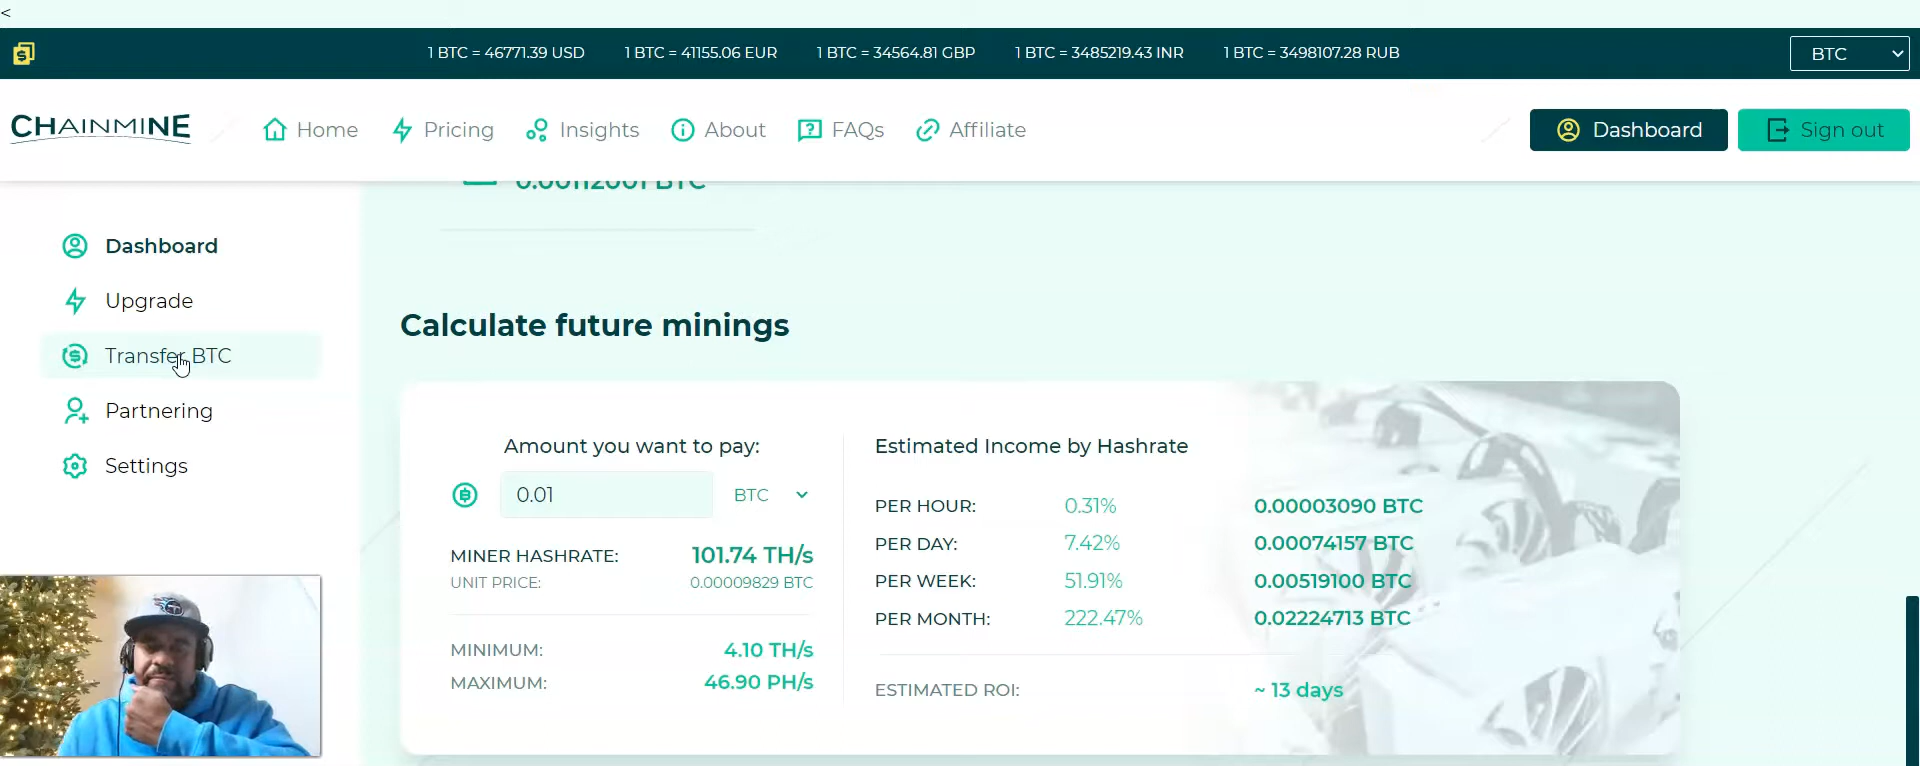 <
1 BTC = 46771.39 USD 1 BTC = 41155.06 EUR 1 BTC = 34564.81 GBP 1 BTC = 3485219.43 INR 1 BTC = 3498107.28 RUB BTC
CHAINMINE Home Pricing Insights About FAQs Affiliate Dashboard Sign out
0.00112001 BTC
Dashboard
Upgrade
Transfer BTC
Partnering
Settings
Calculate future minings
Amount you want to pay:
0.01 BTC
MINER HASHRATE: 101.74 TH/s
UNIT PRICE: 0.00009829 BTC
MINIMUM: 4.10 TH/s
MAXIMUM: 46.90 PH/s
Estimated Income by Hashrate
PER HOUR: 0.31% 0.00003090 BTC
PER DAY: 7.42% 0.00074157 BTC
PER WEEK: 51.91% 0.00519100 BTC
PER MONTH: 222.47% 0.02224713 BTC
ESTIMATED ROI: ~ 13 days